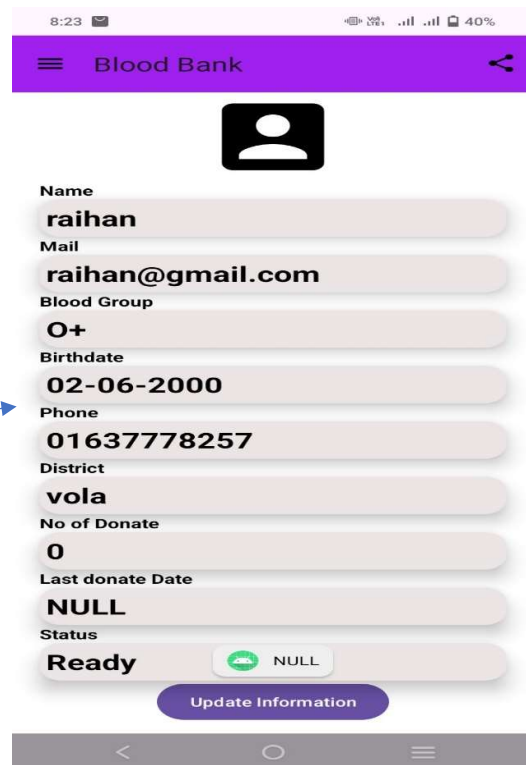 8:23 40%
Blood Bank
Name
raihan
Mail
raihan@gmail.com
Blood Group
O+
Birthdate
02-06-2000
Phone
01637778257
District
vola
No of Donate
0
Last donate Date
NULL
Status
Ready NULL
Update Information